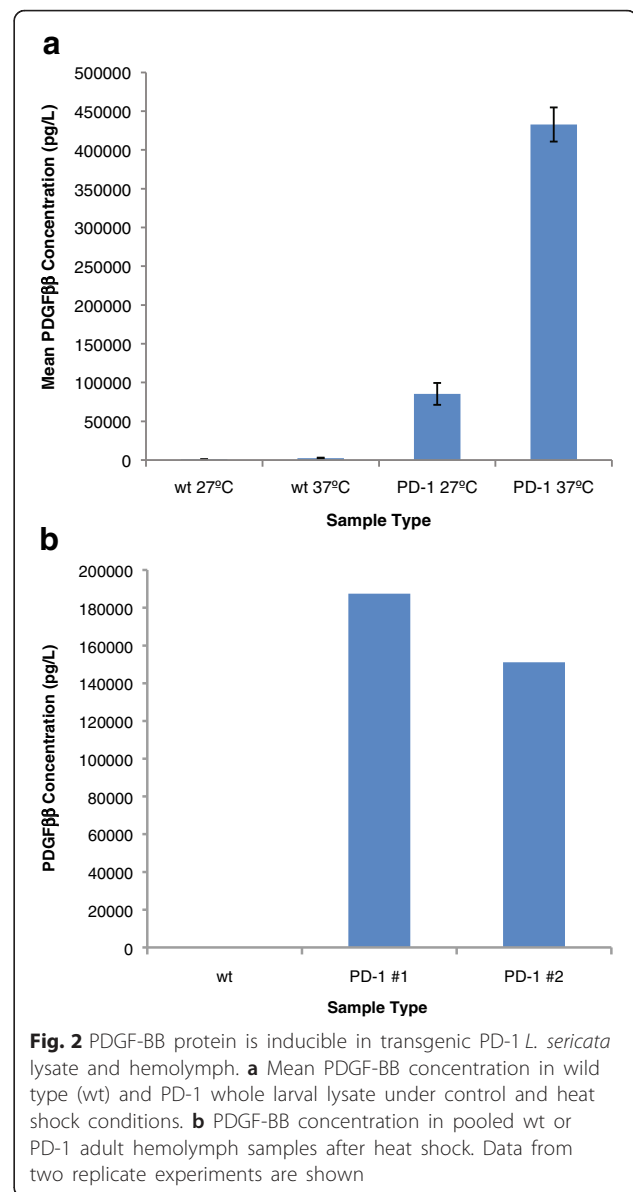 a
Mean PDGFββ Concentration (pg/L)
500000
450000
400000
350000
300000
250000
200000
150000
100000
50000
0
wt 27ºC wt 37ºC PD-1 27ºC PD-1 37ºC
Sample Type
b
PDGFββ Concentration (pg/L)
200000
180000
160000
140000
120000
100000
80000
60000
40000
20000
0
wt PD-1 #1 PD-1 #2
Sample Type
Fig. 2 PDGF-BB protein is inducible in transgenic PD-1 L. sericata
lysate and hemolymph. a Mean PDGF-BB concentration in wild
type (wt) and PD-1 whole larval lysate under control and heat
shock conditions. b PDGF-BB concentration in pooled wt or
PD-1 adult hemolymph samples after heat shock. Data from
two replicate experiments are shown